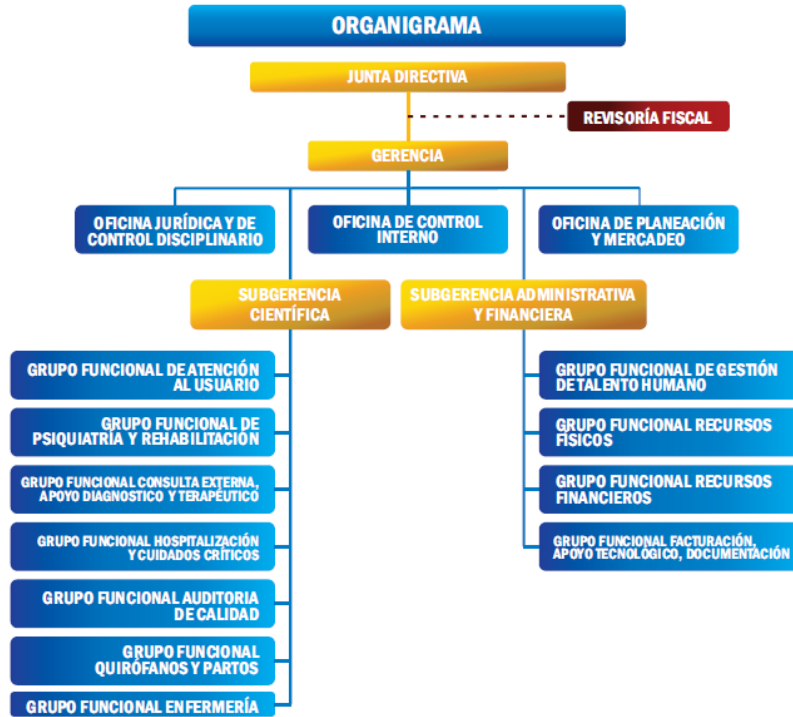 ORGANIGRAMA
JUNTA DIRECTIVA
REVISORÍA FISCAL
GERENCIA
OFICINA JURÍDICA Y DE
CONTROL DISCIPLINARIO
OFICINA DE CONTROL
INTERNO
OFICINA DE PLANEACIÓN
Y MERCADEO
SUBGERENCIA
CIENTÍFICA
SUBGERENCIA ADMINISTRATIVA
Y FINANCIERA
GRUPO FUNCIONAL DE ATENCIÓN
AL USUARIO
GRUPO FUNCIONAL DE
PSIQUIATRÍA Y REHABILITACIÓN
GRUPO FUNCIONAL CONSULTA EXTERNA,
APOYO DIAGNOSTICO Y TERAPÉUTICO
GRUPO FUNCIONAL HOSPITALIZACIÓN
Y CUIDADOS CRÍTICOS
GRUPO FUNCIONAL AUDITORIA
DE CALIDAD
GRUPO FUNCIONAL
QUIRÓFANOS Y PARTOS
GRUPO FUNCIONAL ENFERMERÍA
GRUPO FUNCIONAL DE GESTIÓN
DE TALENTO HUMANO
GRUPO FUNCIONAL RECURSOS
FÍSICOS
GRUPO FUNCIONAL RECURSOS
FINANCIEROS
GRUPO FUNCIONAL FACTURACIÓN,
APOYO TECNOLÓGICO, DOCUMENTACIÓN